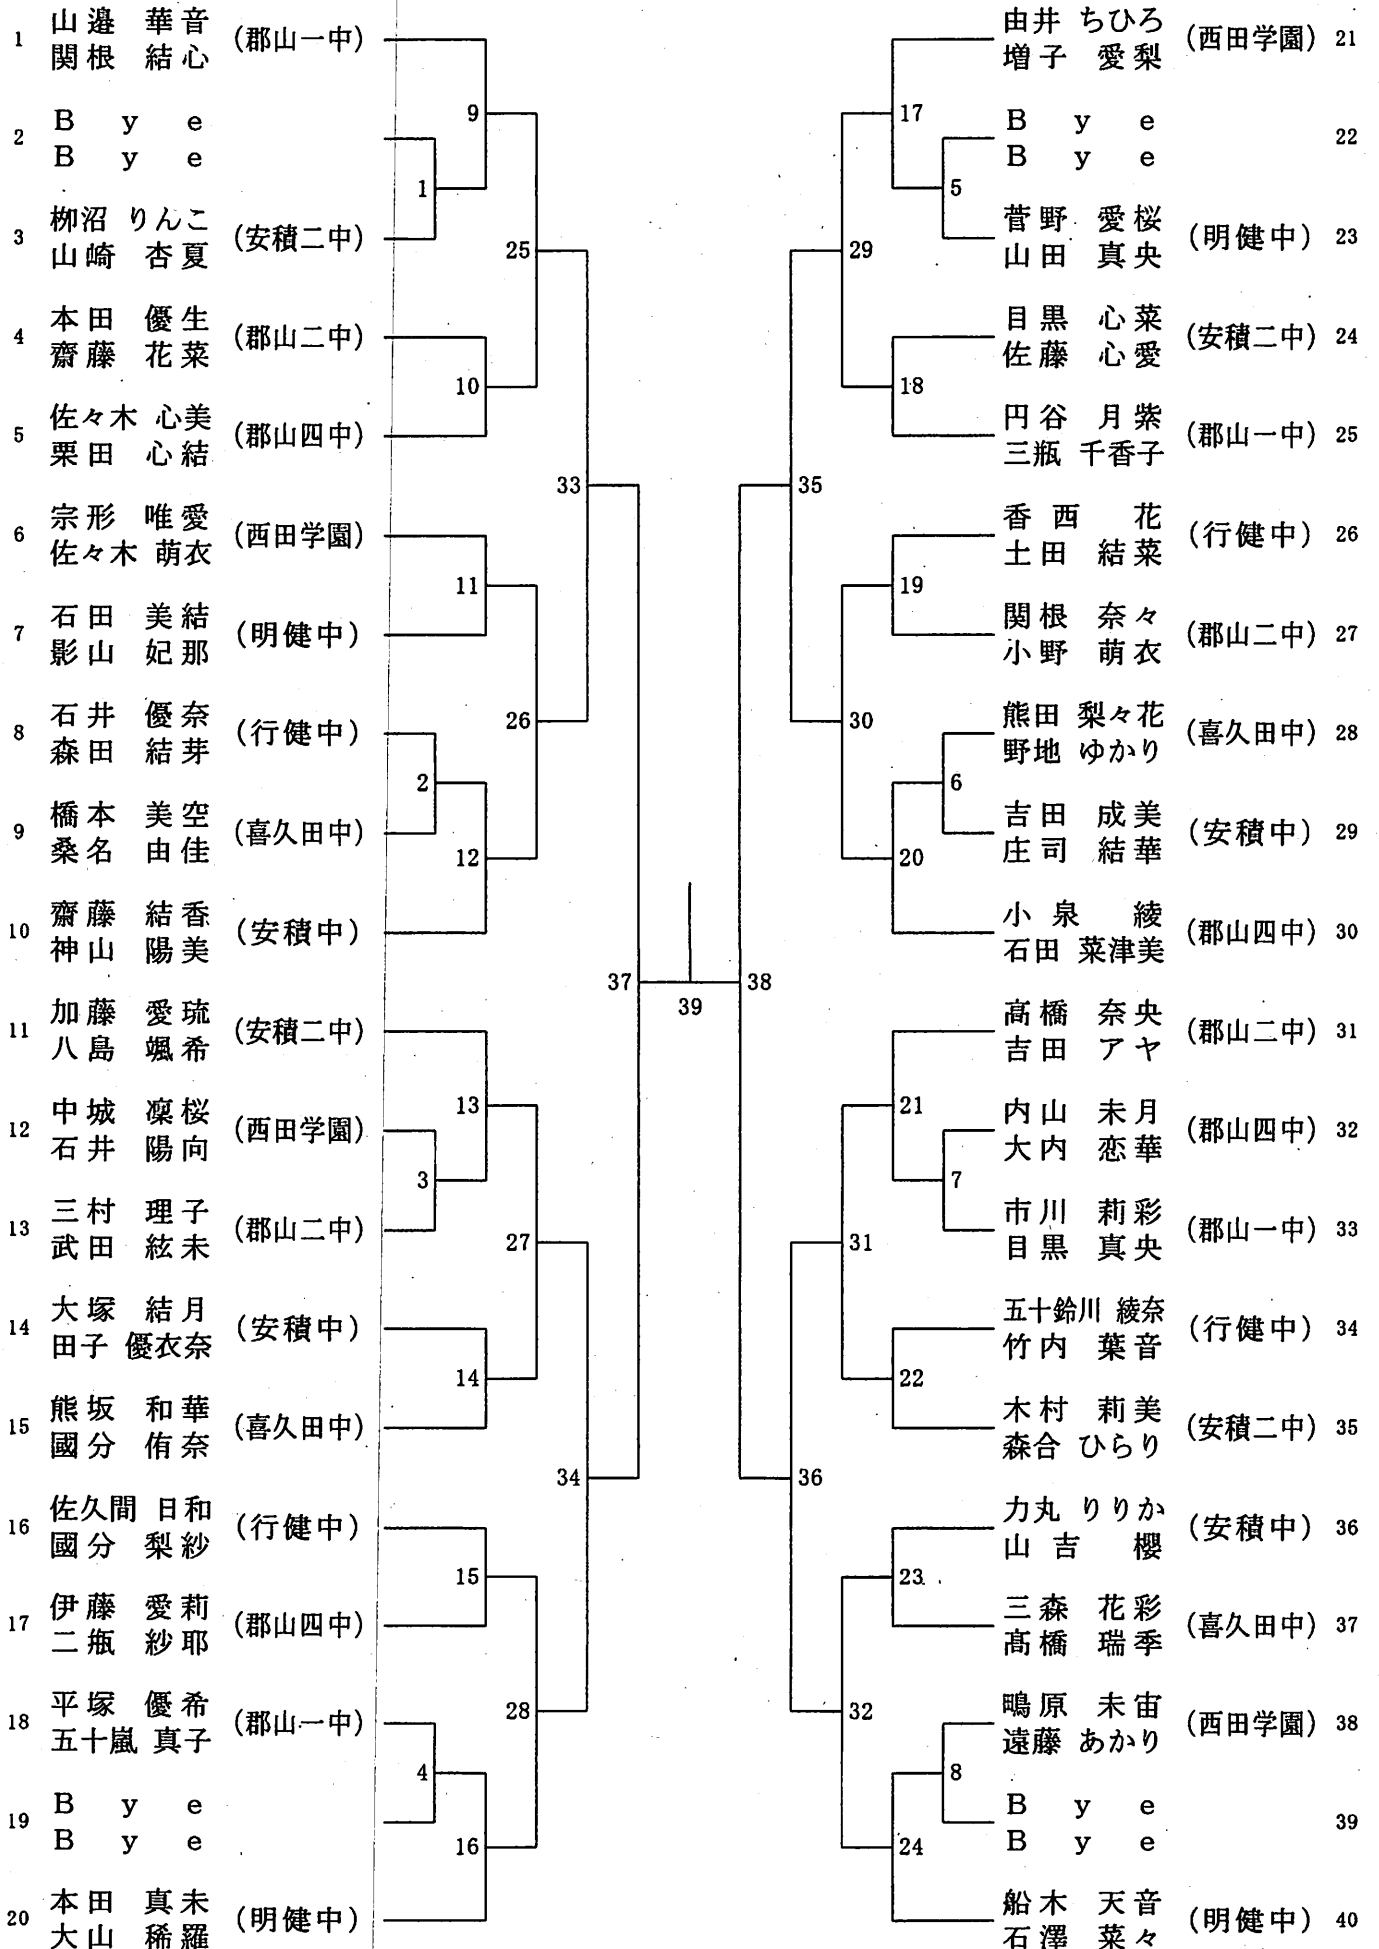 1 山邉 華音 (郡山一中)
関根 結心
2 Bye
Bye
3 柳沼 りんこ (安積二中)
山崎 杏夏
4 本田 優生 (郡山二中)
齋藤 花菜
5 佐々木 心美 (郡山四中)
栗田 心結
6 宗形 唯愛 (西田学園)
佐々木 萌衣
7 石田 美結 (明健中)
影山 妃那
8 石井 優奈 (行健中)
森田 結芽
9 橋本 美空 (喜久田中)
桑名 由佳
10 齋藤 結香 (安積中)
神山 陽美
11 加藤 愛琉 (安積二中)
八島 颯希
12 中城 凜桜 (西田学園)
石井 陽向
13 三村 理子 (郡山二中)
武田 絃未
14 大塚 結月 (安積中)
田子 優衣奈
15 熊坂 和華 (喜久田中)
國分 侑奈
16 佐久間 日和 (行健中)
國分 梨紗
17 伊藤 愛莉 (郡山四中)
二瓶 紗耶
18 平塚 優希 (郡山一中)
五十嵐 真子
19 Bye
Bye
20 本田 真未 (明健中)
大山 稀羅
9
1
25
10
33
11
26
2
12
37
13
3
27
14
34
15
28
4
16
39
17
5
29
18
35
19
30
6
20
38
21
7
31
22
36
23
32
8
24
由井 ちひろ (西田学園) 21
増子 愛梨
Bye 22
Bye
菅野 愛桜 (明健中) 23
山田 真央
目黒 心菜 (安積二中) 24
佐藤 心愛
円谷 月紫 (郡山一中) 25
三瓶 千香子
香西 花 (行健中) 26
土田 結菜
関根 奈々 (郡山二中) 27
小野 萌衣
熊田 梨々花 (喜久田中) 28
野地 ゆかり
吉田 成美 (安積中) 29
庄司 結華
小泉 綾 (郡山四中) 30
石田 菜津美
髙橋 奈央 (郡山二中) 31
吉田 アヤ
内山 未月 (郡山四中) 32
大内 恋華
市川 莉彩 (郡山一中) 33
目黒 真央
五十鈴川 綾奈 (行健中) 34
竹内 葉音
木村 莉美 (安積二中) 35
森合 ひらり
力丸 りりか (安積中) 36
山吉 櫻
三森 花彩 (喜久田中) 37
髙橋 瑞季
鴫原 未宙 (西田学園) 38
遠藤 あかり
Bye 39
Bye
船木 天音 (明健中) 40
石澤 菜々